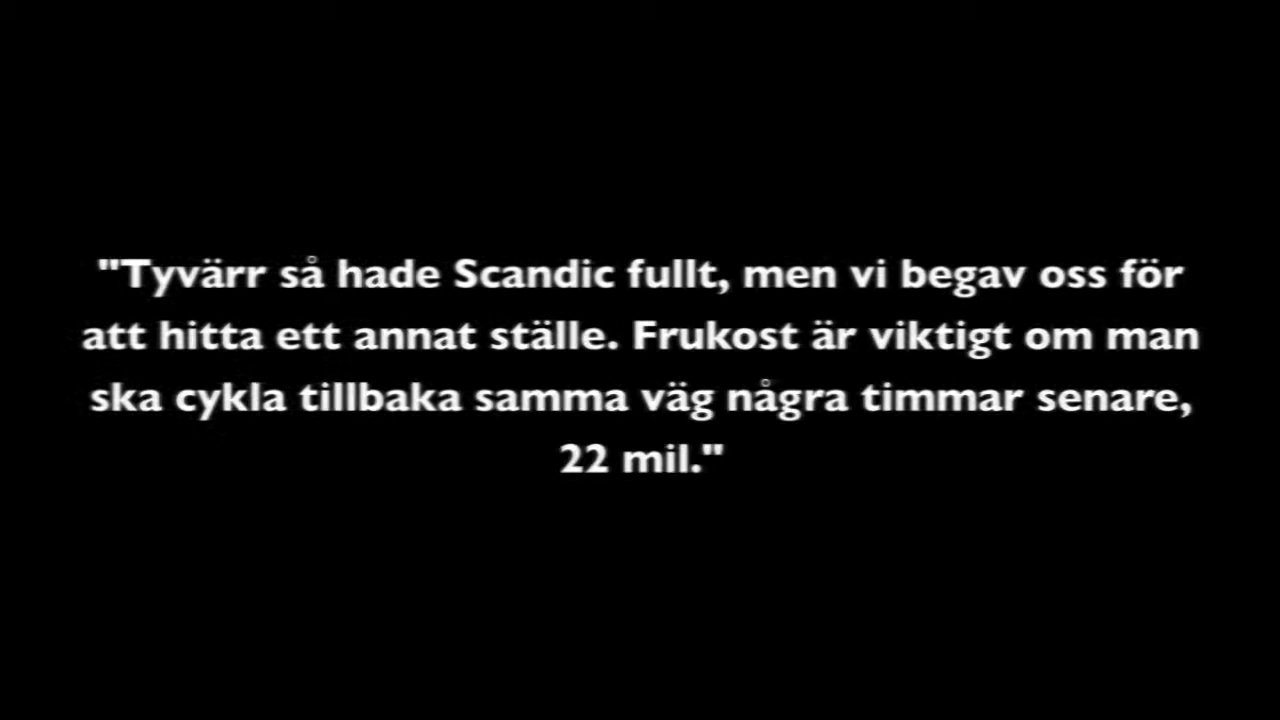 "Tyvärr så hade Scandic fullt, men vi begav oss för
att hitta ett annat ställe. Frukost är viktigt om man
ska cykla tillbaka samma väg några timmar senare,
22 mil."